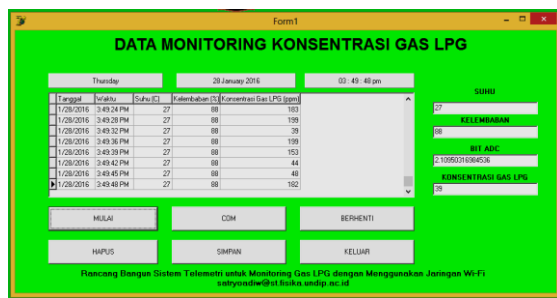 Form1
DATA MONITORING KONSENTRASI GAS LPG
Thursday 28 January 2016 03 : 49 : 48 pm
Tanggal Waktu Suhu (C) Kelembaban (%) Konsentrasi Gas LPG (ppm)
1/28/2016 3:49:24 PM 27 88 183
1/28/2016 3:49:28 PM 27 88 199
1/28/2016 3:49:32 PM 27 88 39
1/28/2016 3:49:36 PM 27 88 199
1/28/2016 3:49:39 PM 27 88 153
1/28/2016 3:49:42 PM 27 88 44
1/28/2016 3:49:45 PM 27 88 48
1/28/2016 3:49:48 PM 27 88 182
SUHU
27
KELEMBABAN
88
BIT ADC
2.10950316984536
KONSENTRASI GAS LPG
39
MULAI COM BERHENTI
HAPUS SIMPAN KELUAR
Rancang Bangun Sistem Telemetri untuk Monitoring Gas LPG dengan Menggunakan Jaringan Wi-Fi
satryoadiw@st.fisika.undip.ac.id